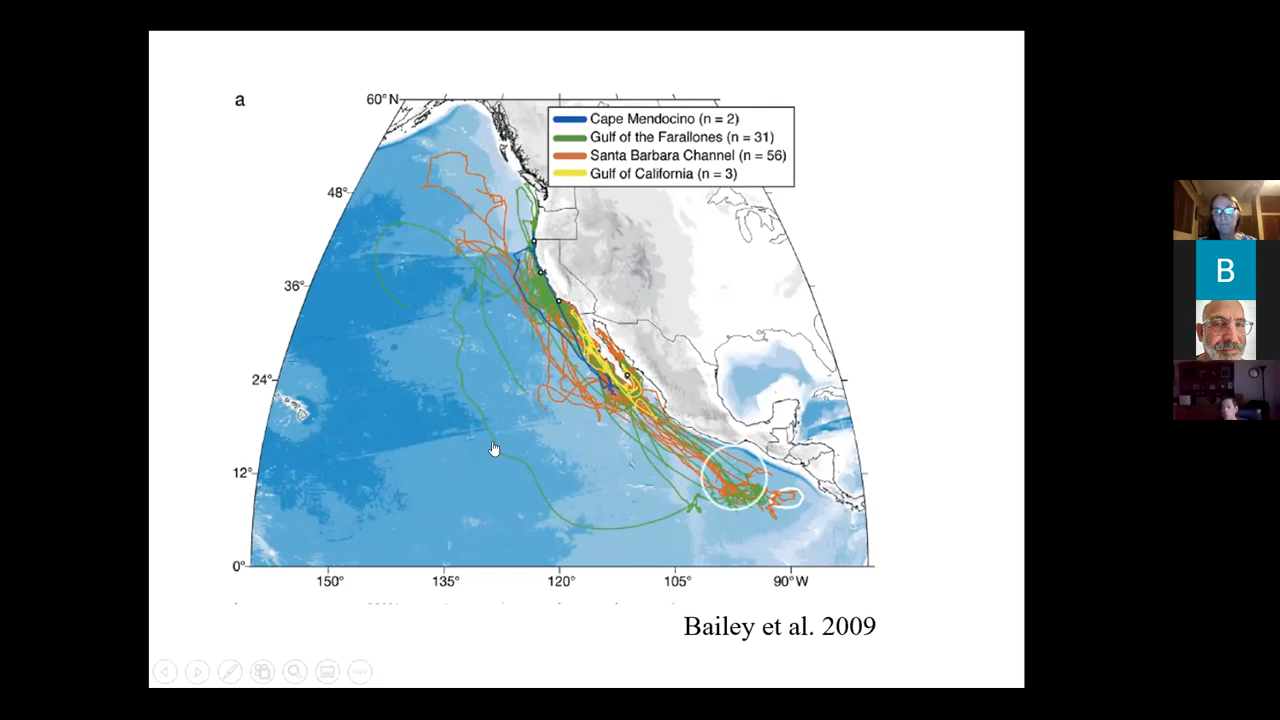 a
60° N
Cape Mendocino (n = 2)
Gulf of the Farallones (n = 31)
Santa Barbara Channel (n = 56)
Gulf of California (n = 3)
48°
36°
24°
12°
0°
150°
135°
120°
105°
90°W
Bailey et al. 2009
B